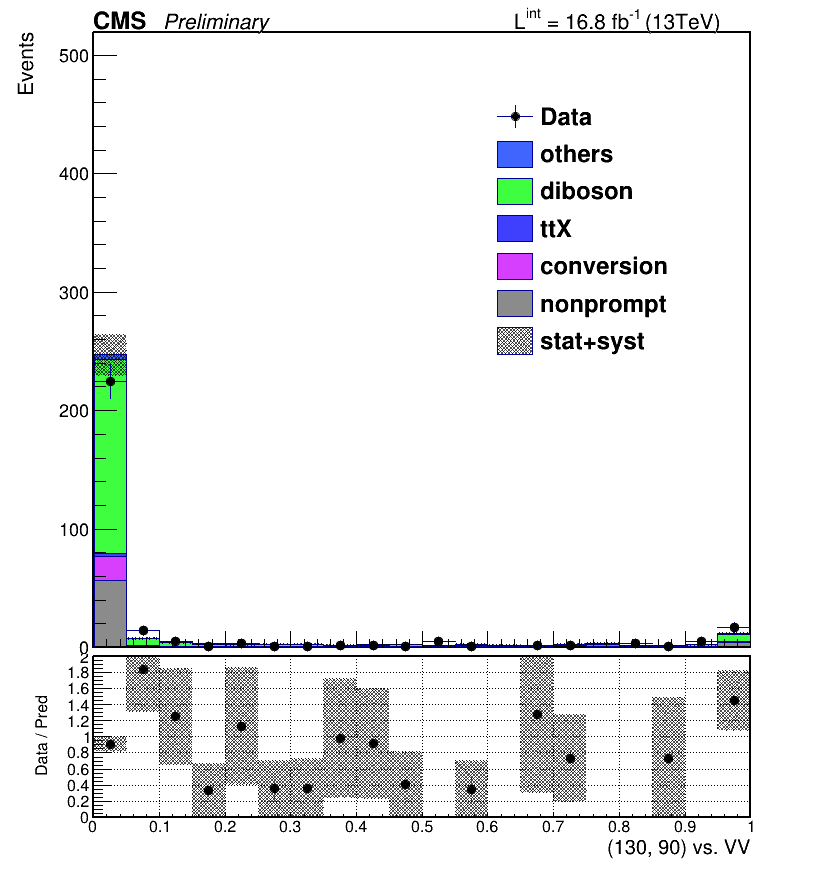 CMS Preliminary L^int = 16.8 fb^-1 (13TeV)
Events
500
400
300
200
100
0
Data
others
diboson
ttX
conversion
nonprompt
stat+syst
Data / Pred
2
1.8
1.6
1.4
1.2
1
0.8
0.6
0.4
0.2
0
0 0.1 0.2 0.3 0.4 0.5 0.6 0.7 0.8 0.9 1
(130, 90) vs. VV